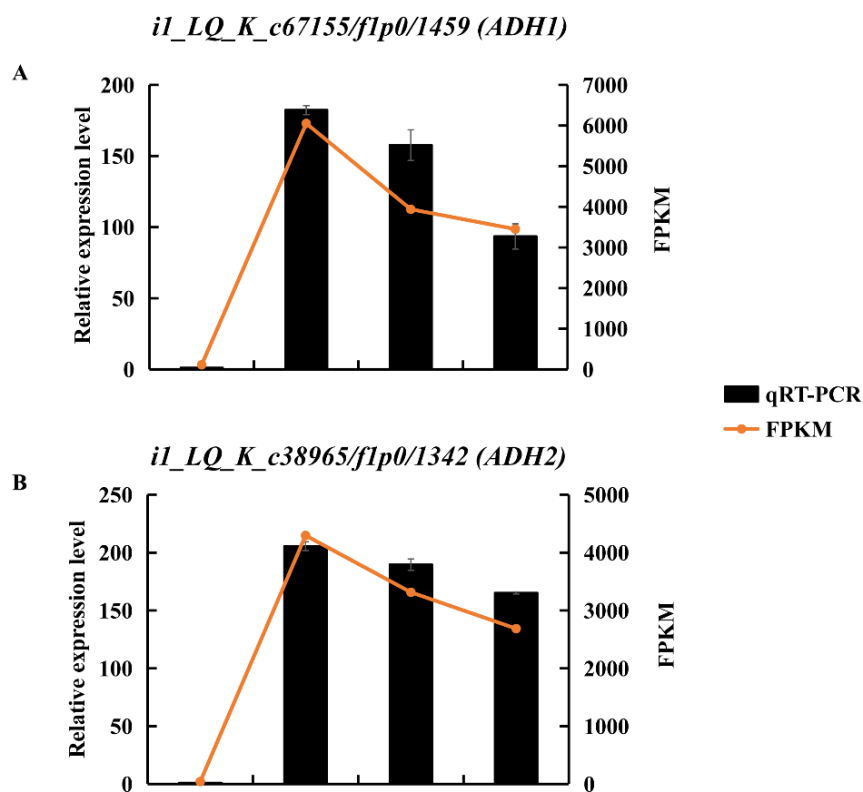 i1_LQ_K_c67155/f1p0/1459 (ADH1)
A
Relative expression level
200
150
100
50
0
7000
6000
5000
4000
3000
2000
1000
0
FPKM
qRT-PCR
FPKM
i1_LQ_K_c38965/f1p0/1342 (ADH2)
B
Relative expression level
250
200
150
100
50
0
5000
4000
3000
2000
1000
0
FPKM